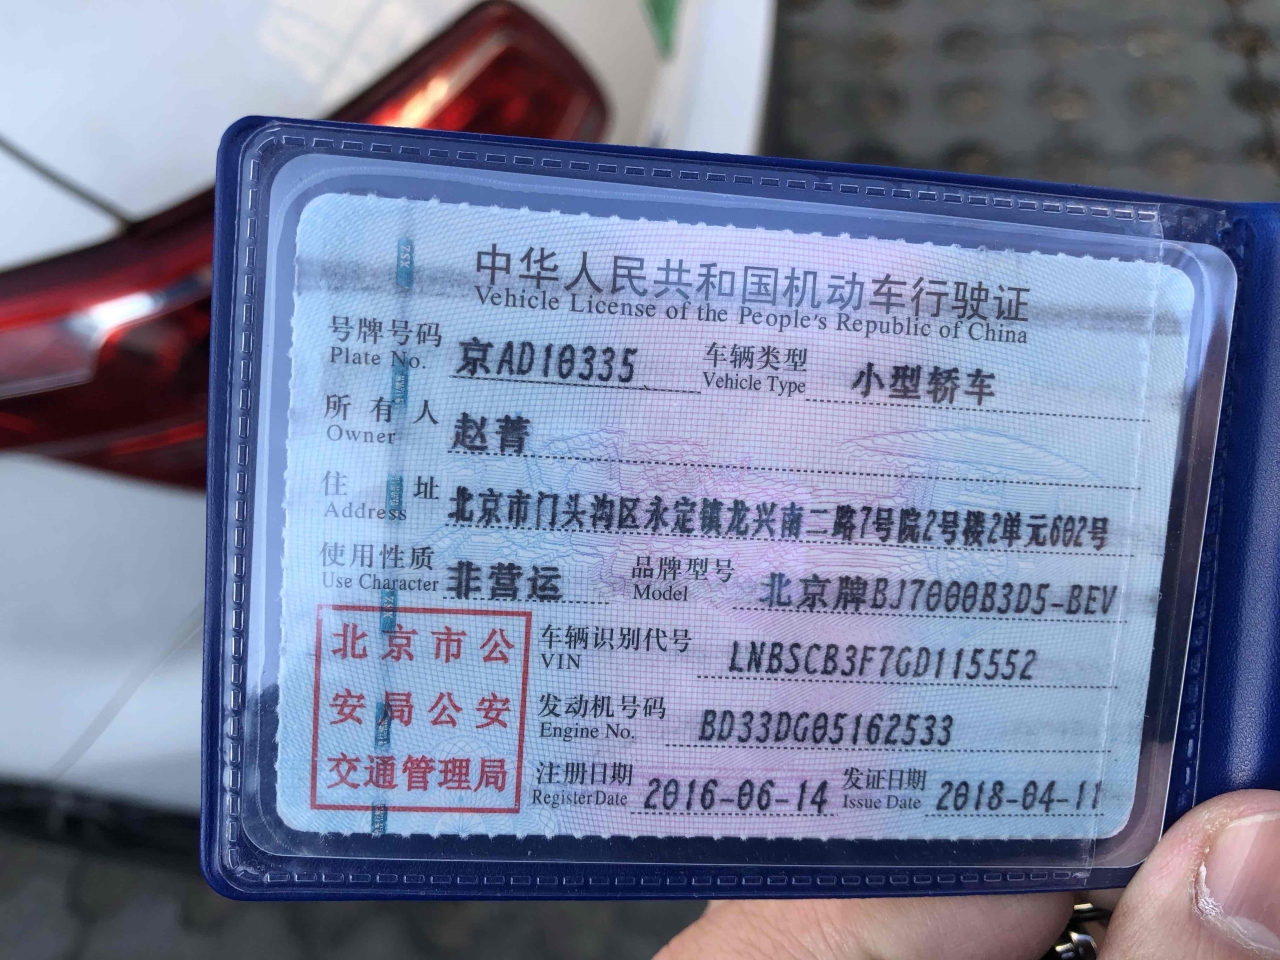 中华人民共和国机动车行驶证
Vehicle License of the People's Republic of China
号牌号码 京AD10335 车辆类型 小型轿车
Plate No. Vehicle Type
所有人 赵菁
Owner
住址 北京市门头沟区永定镇龙兴南二路7号院2号楼2单元602号
Address
使用性质 非营运 品牌型号 北京牌BJ7000B3D5-BEV
Use Character Model
北京市公
安局公安
交通管理局
车辆识别代号 LNBSCB3F7GD115552
VIN
发动机号码 BD33DG05162533
Engine No.
注册日期 2016-06-14 发证日期 2018-04-11
Register Date Issue Date